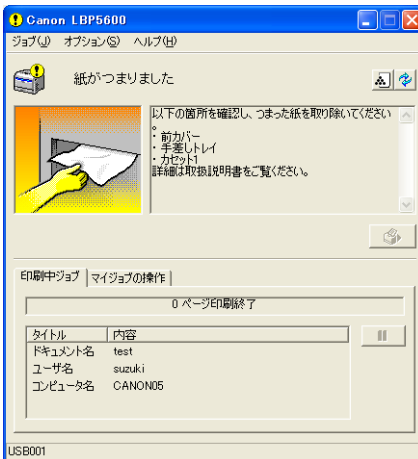 Canon LBP5600
ジョブ(J) オプション(S) ヘルプ(H)
紙がつまりました
以下の箇所を確認し、つまった紙を取り除いてください
。
・前カバー
・手差しトレイ
・カセット1
詳細は取扱説明書をご覧ください。
印刷中ジョブ マイジョブの操作
0 ページ印刷終了
タイトル 内容
ドキュメント名 test
ユーザ名 suzuki
コンピュータ名 CANON05
USB001